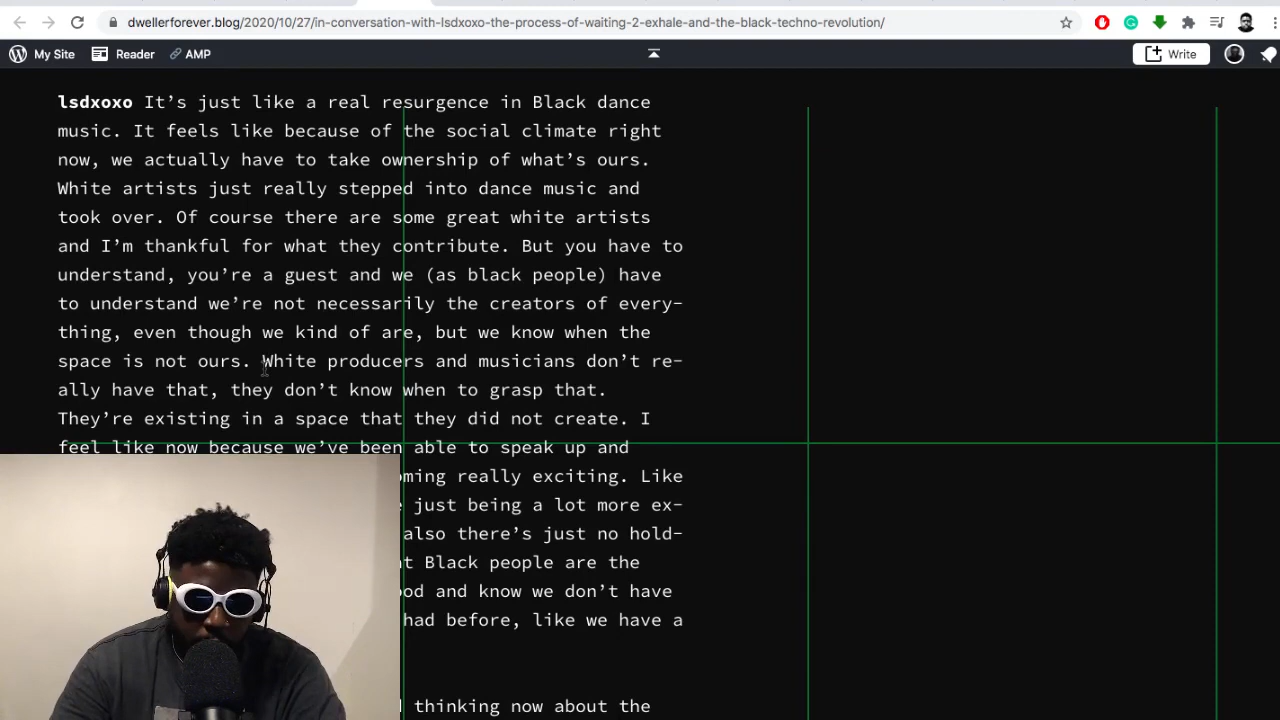 dwellerforever.blog/2020/10/27/in-conversation-with-lsdxoxo-the-process-of-waiting-2-exhale-and-the-black-techno-revolution/
My Site Reader AMP Write
lsdxoxo It’s just like a real resurgence in Black dance
music. It feels like because of the social climate right
now, we actually have to take ownership of what’s ours.
White artists just really stepped into dance music and
took over. Of course there are some great white artists
and I’m thankful for what they contribute. But you have to
understand, you’re a guest and we (as black people) have
to understand we’re not necessarily the creators of every-
thing, even though we kind of are, but we know when the
space is not ours. White producers and musicians don’t re-
ally have that, they don’t know when to grasp that.
They’re existing in a space that they did not create. I
feel like now because we’ve been able to speak up and
oming really exciting. Like
just being a lot more ex-
also there’s just no hold-
t Black people are the
ood and know we don’t have
had before, like we have a
thinking now about the